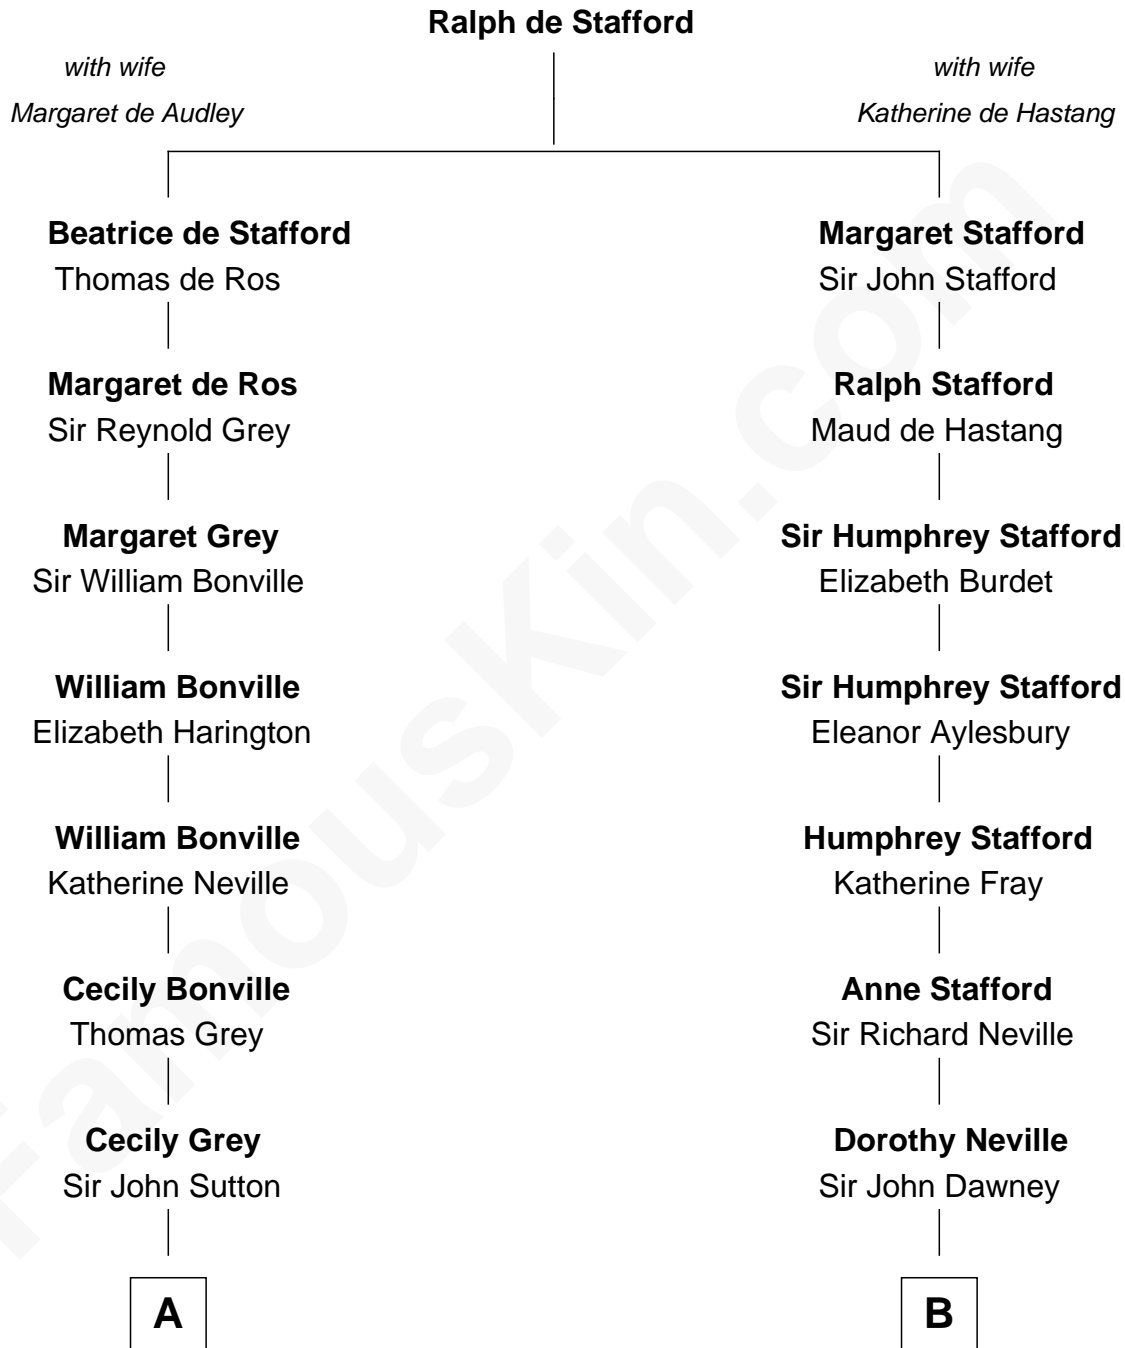 Ralph de Stafford
with wife
Margaret de Audley
with wife
Katherine de Hastang
Beatrice de Stafford
Thomas de Ros
Margaret Stafford
Sir John Stafford
Margaret de Ros
Sir Reynold Grey
Ralph Stafford
Maud de Hastang
Margaret Grey
Sir William Bonville
Sir Humphrey Stafford
Elizabeth Burdet
William Bonville
Elizabeth Harington
Sir Humphrey Stafford
Eleanor Aylesbury
William Bonville
Katherine Neville
Humphrey Stafford
Katherine Fray
Cecily Bonville
Thomas Grey
Anne Stafford
Sir Richard Neville
Cecily Grey
Sir John Sutton
Dorothy Neville
Sir John Dawney
A
B
FamousKin.com